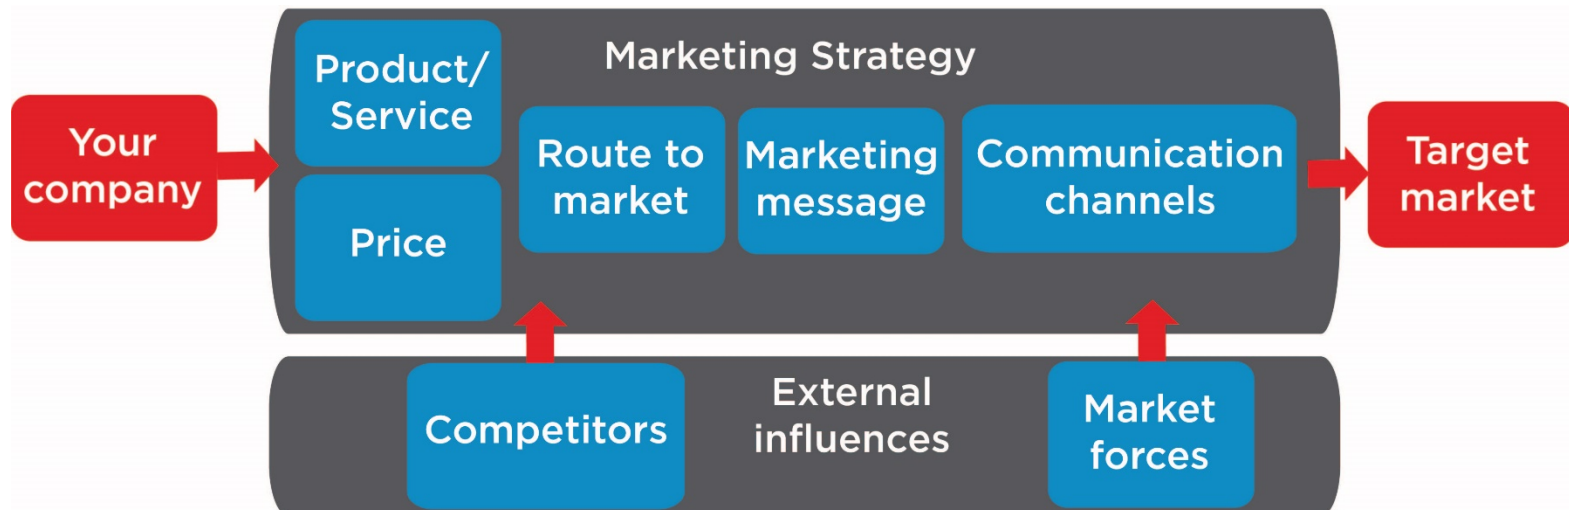 Marketing Strategy
Your
company
Product/
Service
Price
Route to
market
Marketing
message
Communication
channels
Target
market
Competitors
External
influences
Market
forces